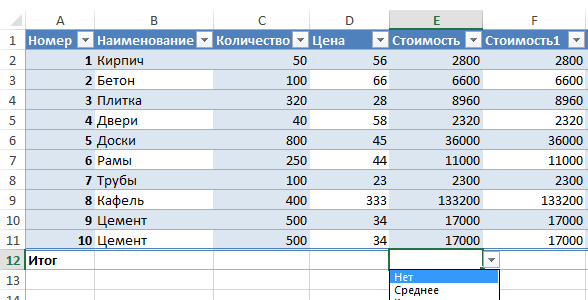 A B C D E F
1 Номер Наименование Количество Цена Стоимость Стоимость1
2 1 Кирпич 50 56 2800 2800
3 2 Бетон 100 66 6600 6600
4 3 Плитка 320 28 8960 8960
5 4 Двери 40 58 2320 2320
6 5 Доски 800 45 36000 36000
7 6 Рамы 250 44 11000 11000
8 7 Трубы 100 23 2300 2300
9 8 Кафель 400 333 133200 133200
10 9 Цемент 500 34 17000 17000
11 10 Цемент 500 34 17000 17000
12 Итог
13 Нет
Среднее